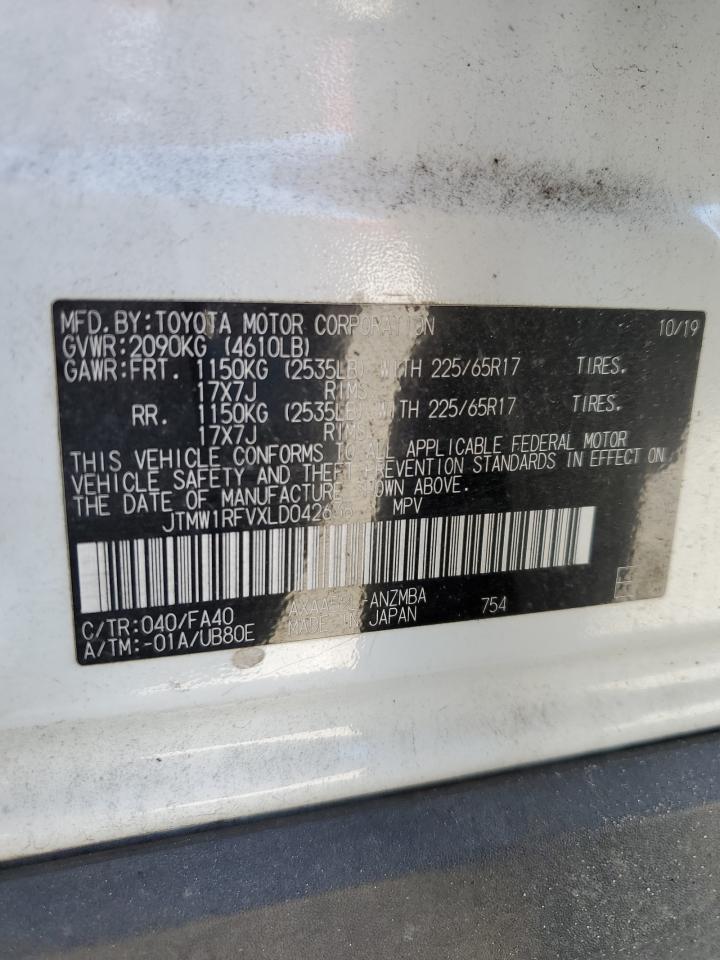 MFD.BY:TOYOTA MOTOR CORPORATION 10/19
GVWR:2090KG (4610LB)
GAWR:FRT. 1150KG (2535LB) WITH 225/65R17 TIRES.
17X7J RIMS
RR. 1150KG (2535LB) WITH 225/65R17 TIRES.
17X7J RIMS
THIS VEHICLE CONFORMS TO ALL APPLICABLE FEDERAL MOTOR
VEHICLE SAFETY AND THEFT PREVENTION STANDARDS IN EFFECT ON
THE DATE OF MANUFACTURE SHOWN ABOVE.
MPV
C/TR:040/FA40 754
A/TM:-01A/UB80E MADE IN JAPAN